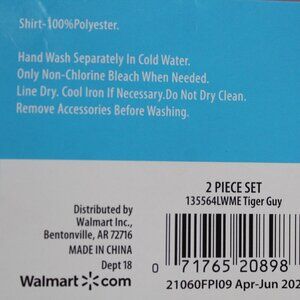 Shirt-100%Polyester.
Hand Wash Separately In Cold Water.
Only Non-Chlorine Bleach When Needed.
Line Dry. Cool Iron If Necessary.Do Not Dry Clean.
Remove Accessories Before Washing.
2 PIECE SET
135564LWME Tiger Guy
Distributed by
Walmart Inc.,
Bentonville, AR 72716
MADE IN CHINA
Dept 18
Walmart.com
0 71765 20898
21060FPI09 Apr-Jun 202